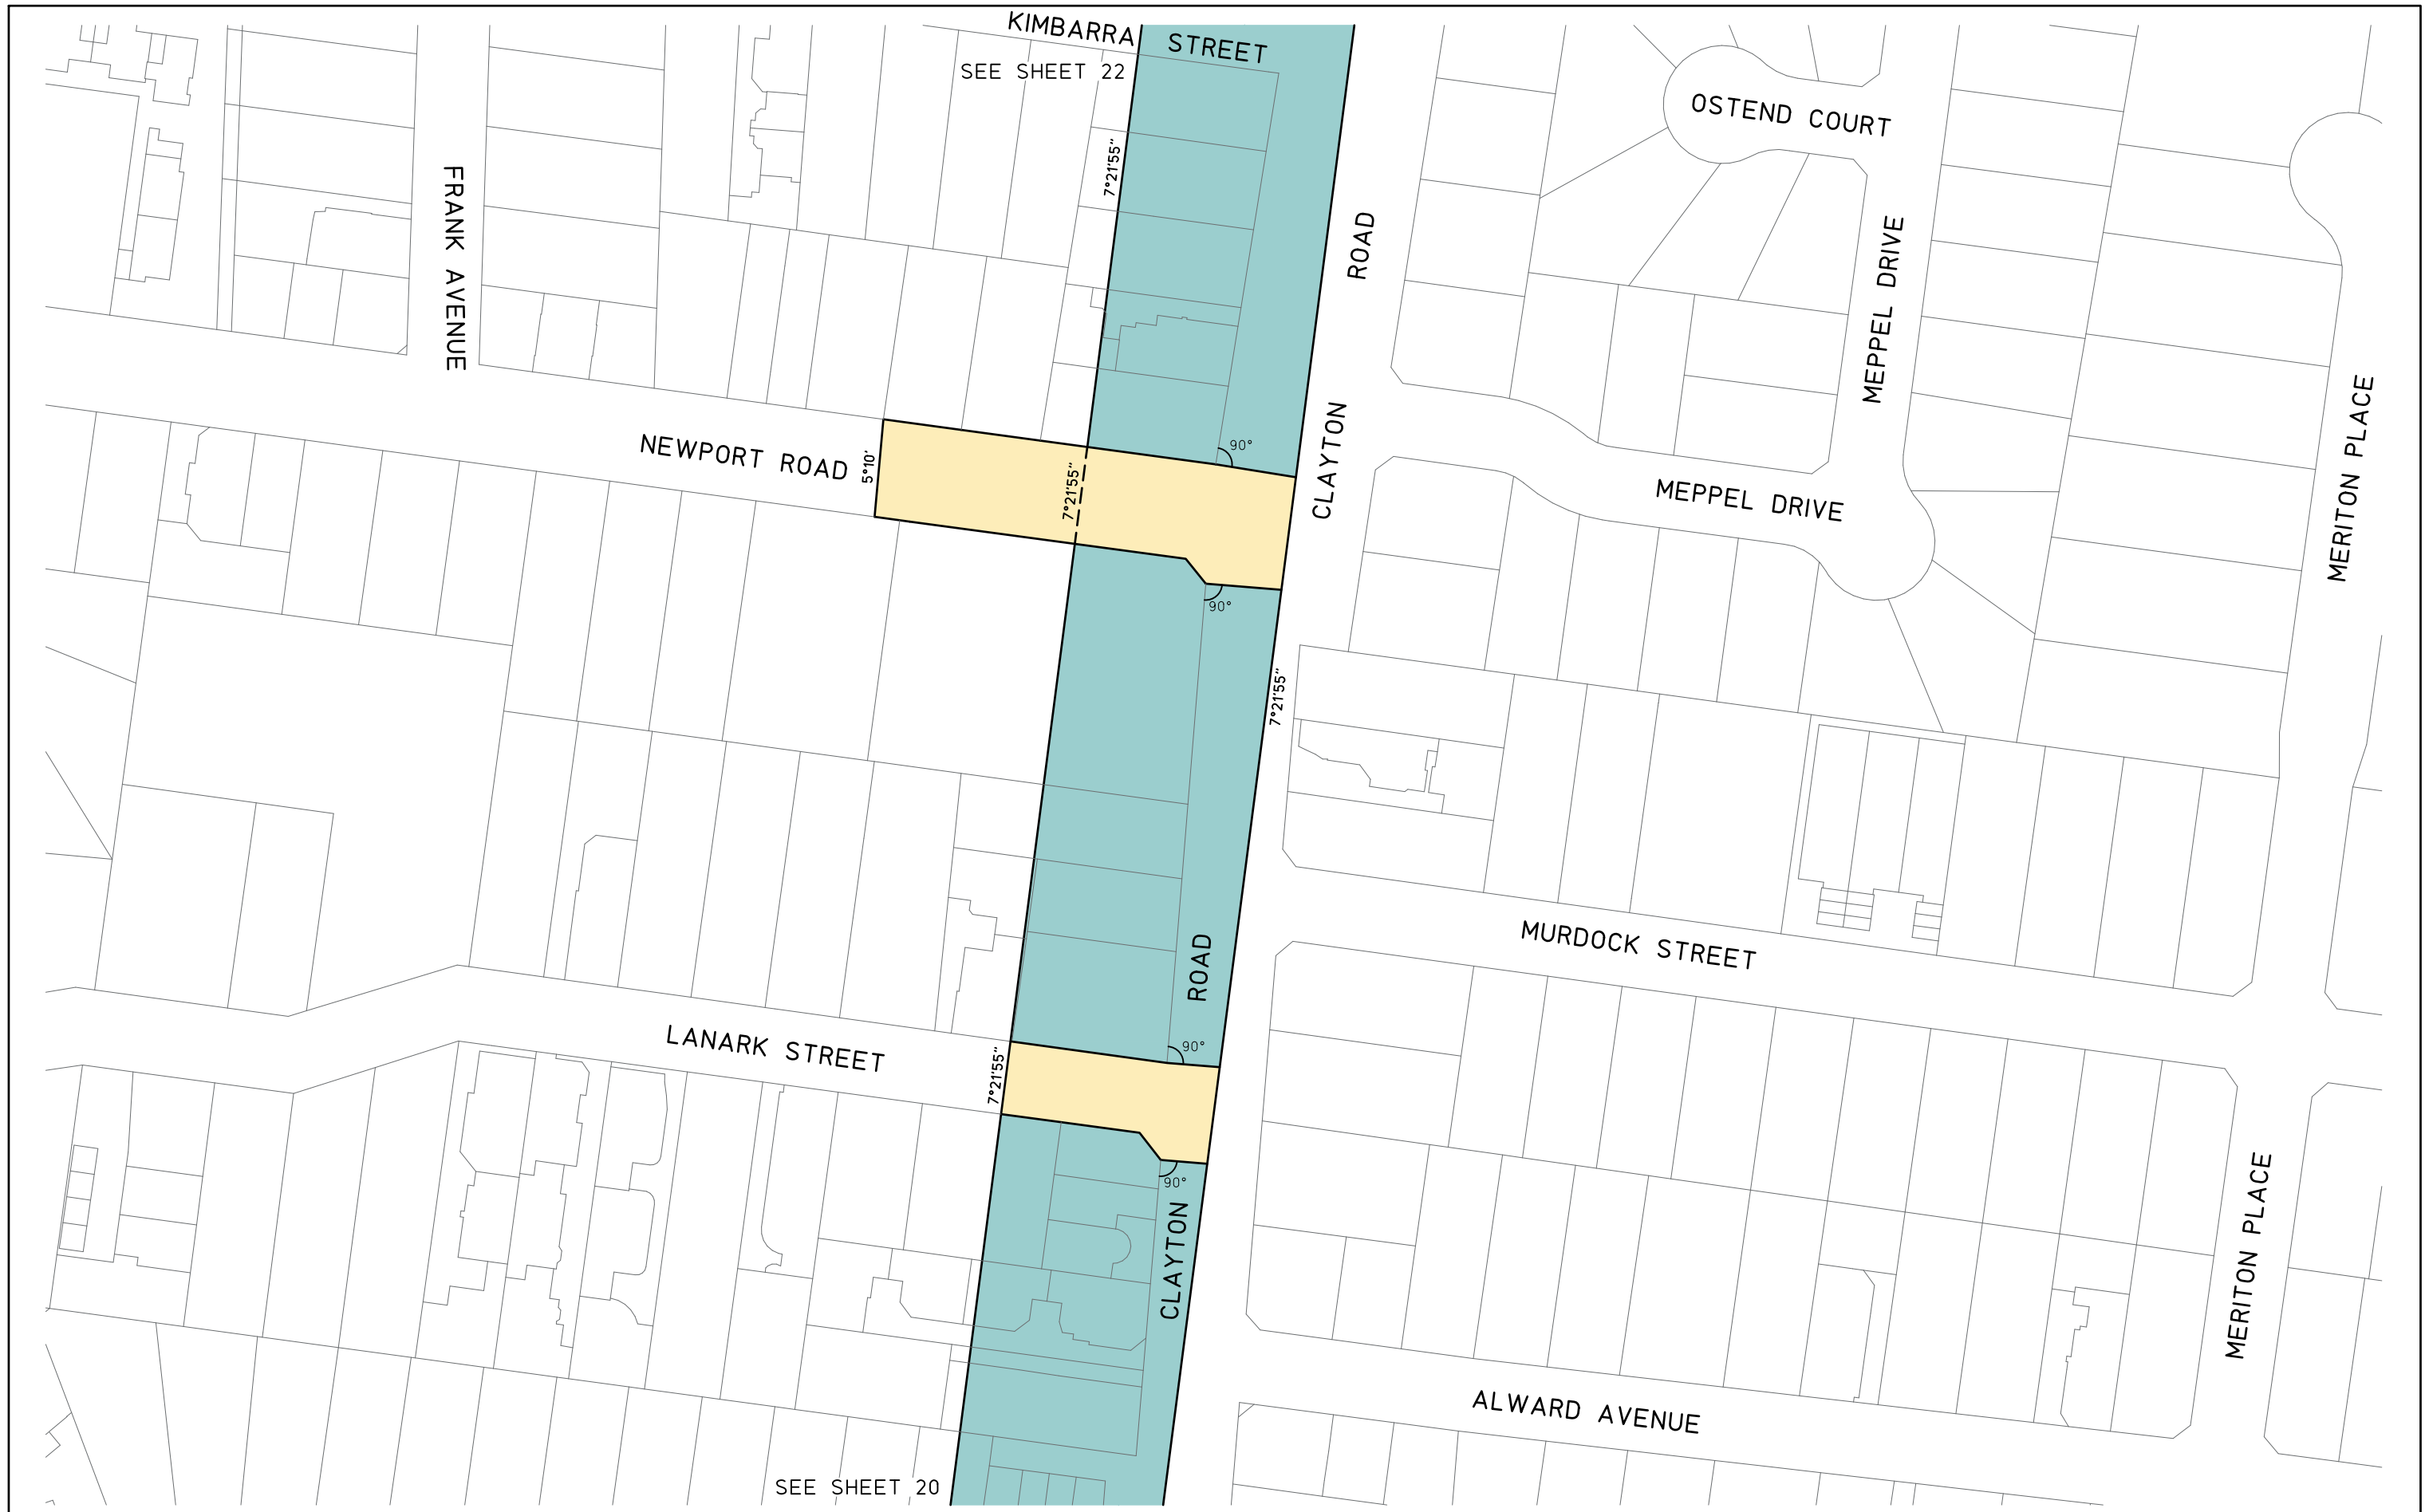 KIMBARRA STREET
SEE SHEET 22
OSTEND COURT
7°21'55"
FRANK AVENUE
ROAD
MEPPEL DRIVE
CLAYTON
MERITON PLACE
NEWPORT ROAD
5°10'
7°21'55"
90°
MEPPEL DRIVE
90°
7°21'55"
ROAD
MURDOCK STREET
LANARK STREET
7°21'55"
90°
90°
CLAYTON
MERITON PLACE
ALWARD AVENUE
SEE SHEET 20